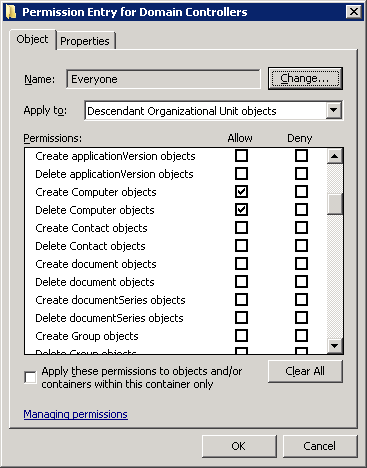 Permission Entry for Domain Controllers
Object
Properties
Name:
Everyone
Change...
Apply to:
Descendant Organizational Unit objects
Permissions:
Allow
Deny
Create applicationVersion objects
Delete applicationVersion objects
Create Computer objects
Delete Computer objects
Create Contact objects
Delete Contact objects
Create document objects
Delete document objects
Create documentSeries objects
Delete documentSeries objects
Create Group objects
Delete Group objects
Apply these permissions to objects and/or
containers within this container only
Clear All
Managing permissions
OK
Cancel